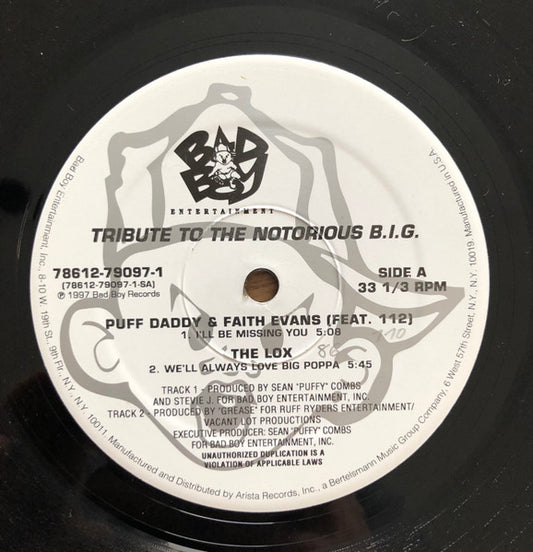 BAD
BOY
ENTERTAINMENT
TRIBUTE TO THE NOTORIOUS B.I.G.
78612-79097-1
(78612-79097-1-SA)
℗ 1997 Bad Boy Records
SIDE A
33 1/3 RPM
PUFF DADDY & FAITH EVANS (FEAT. 112)
1. I'LL BE MISSING YOU 5:08
110
THE LOX
86
2. WE'LL ALWAYS LOVE BIG POPPA 5:45
TRACK 1 - PRODUCED BY SEAN "PUFFY" COMBS
AND STEVIE J. FOR BAD BOY ENTERTAINMENT, INC.
TRACK 2 - PRODUCED BY "GREASE" FOR RUFF RYDERS ENTERTAINMENT/
VACANT LOT PRODUCTIONS
EXECUTIVE PRODUCER: SEAN "PUFFY" COMBS
FOR BAD BOY ENTERTAINMENT, INC.
UNAUTHORIZED DUPLICATION IS A
VIOLATION OF APPLICABLE LAWS
Bad Boy Entertainment, Inc., 8-10 W. 19th St., 9th Flr., N.Y., N.Y. 10011. Manufactured and Distributed by Arista Records, Inc., a Bertelsmann Music Group Company, 6 West 57th Street, N.Y., N.Y. 10019. Manufactured in U.S.A.